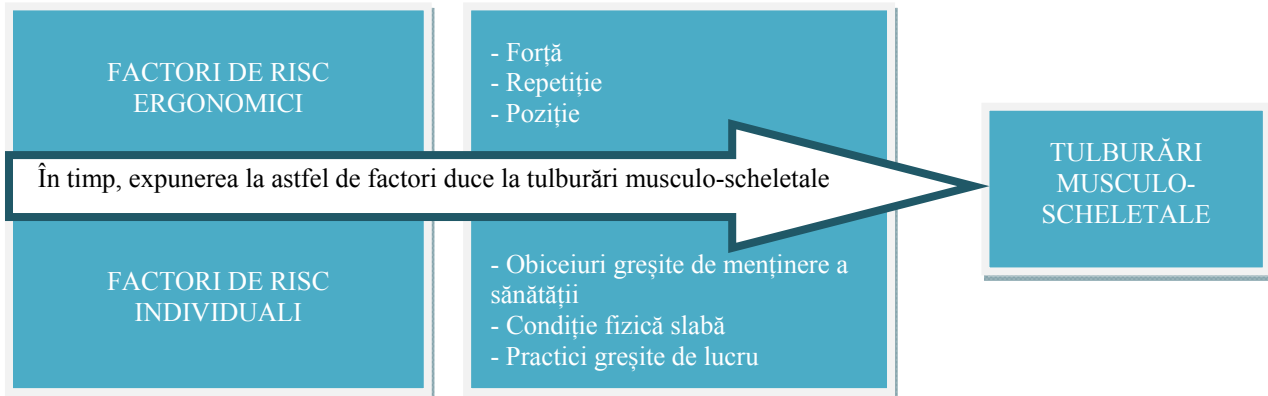 FACTORI DE RISC
ERGONOMICI
- Forță
- Repetiție
- Poziție
În timp, expunerea la astfel de factori duce la tulburări musculo-scheletale
TULBURĂRI
MUSCULO-
SCHELETALE
FACTORI DE RISC
INDIVIDUALI
- Obiceiuri greșite de menținere a
sănătății
- Condiție fizică slabă
- Practici greșite de lucru